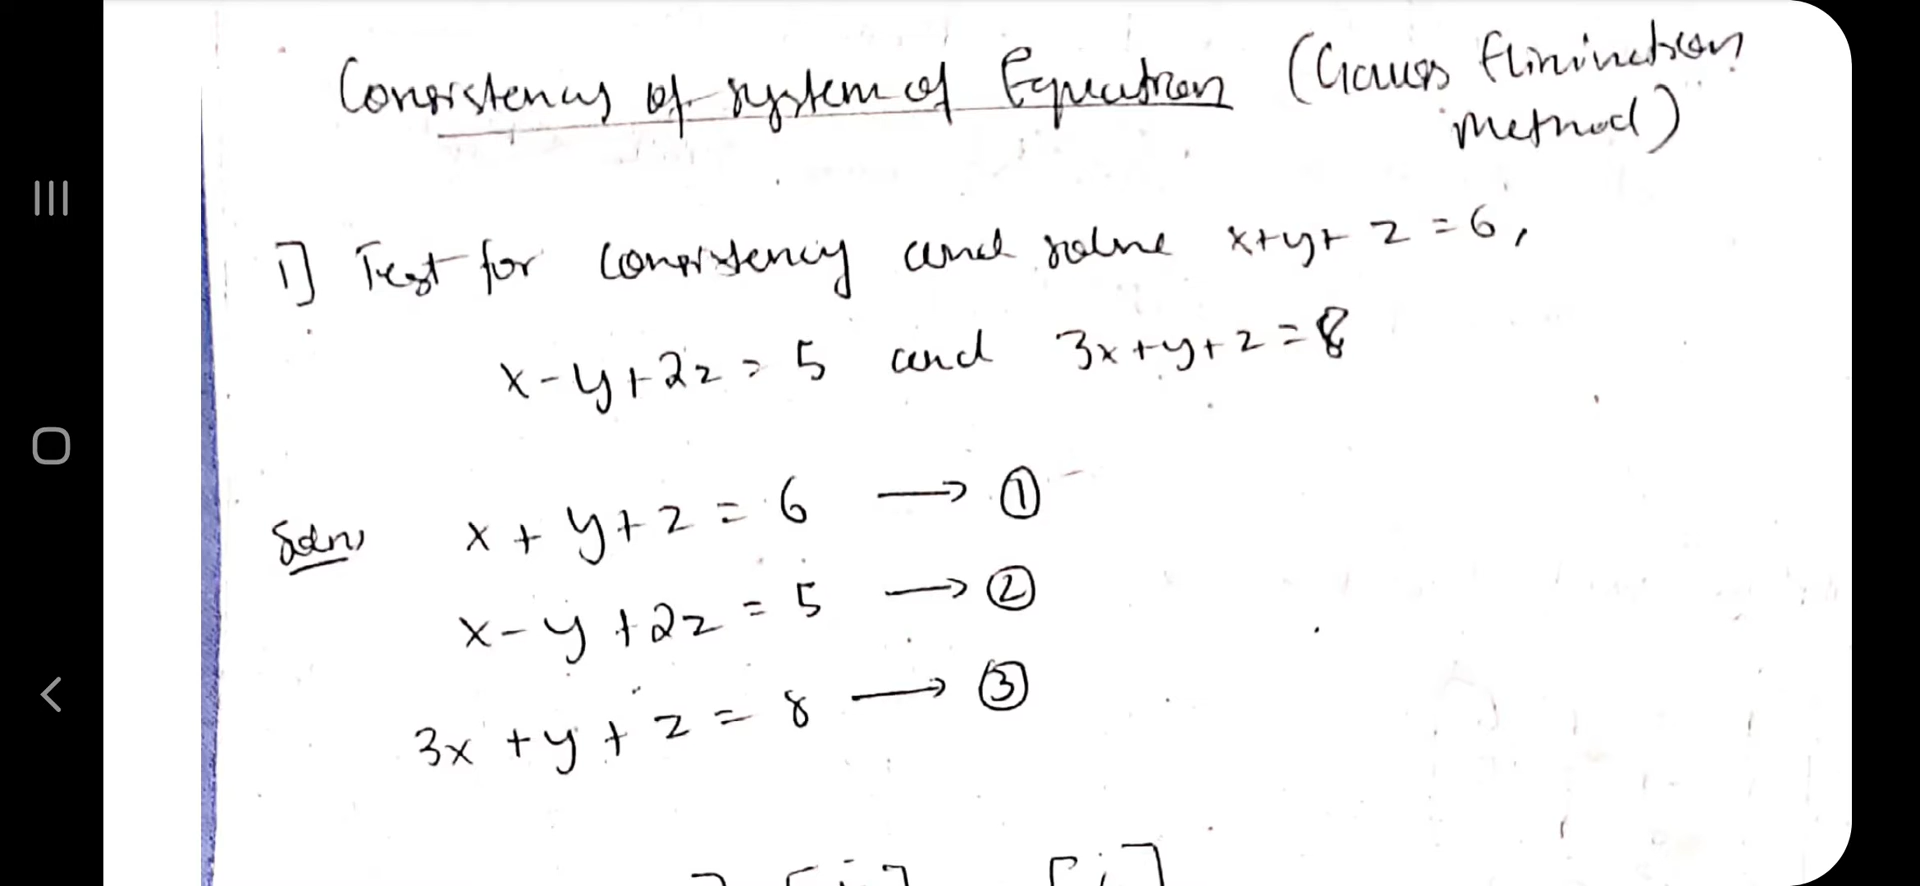 Consistency of system of Equation (Gauss Elimination
Method)
1] Test for consistency and solve x+y+z=6,
x-y+2z=5 and 3x+y+z=8
Soln, x+y+z=6 → ①
x-y+2z=5 → ②
3x+y+z=8 → ③